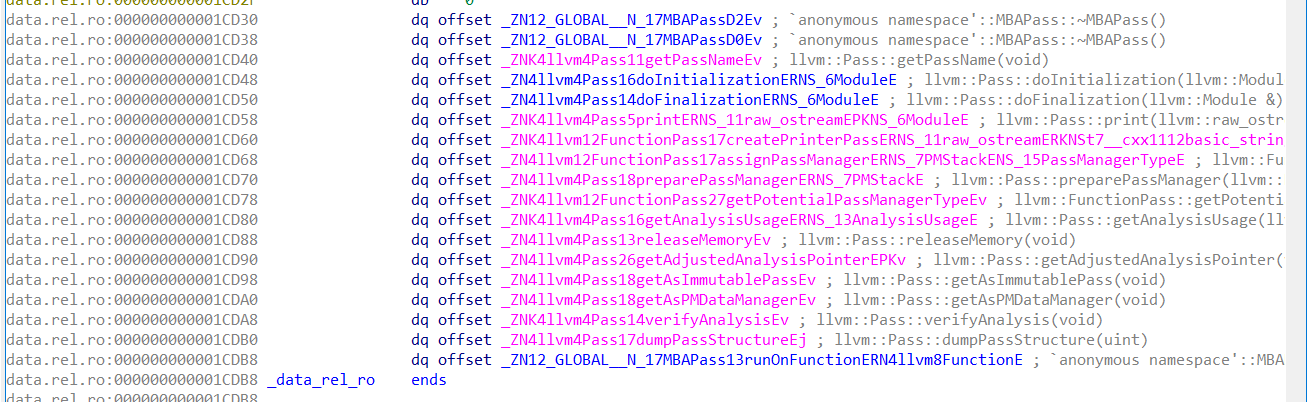 data.rel.ro:000000000001CD2F db 0
data.rel.ro:000000000001CD30 dq offset _ZN12_GLOBAL__N_17MBAPassD2Ev ; `anonymous namespace'::MBAPass::~MBAPass()
data.rel.ro:000000000001CD38 dq offset _ZN12_GLOBAL__N_17MBAPassD0Ev ; `anonymous namespace'::MBAPass::~MBAPass()
data.rel.ro:000000000001CD40 dq offset _ZNK4llvm4Pass11getPassNameEv ; llvm::Pass::getPassName(void)
data.rel.ro:000000000001CD48 dq offset _ZN4llvm4Pass16doInitializationERNS_6ModuleE ; llvm::Pass::doInitialization(llvm::Modul
data.rel.ro:000000000001CD50 dq offset _ZN4llvm4Pass14doFinalizationERNS_6ModuleE ; llvm::Pass::doFinalization(llvm::Module &)
data.rel.ro:000000000001CD58 dq offset _ZNK4llvm4Pass5printERNS_11raw_ostreamEPKNS_6ModuleE ; llvm::Pass::print(llvm::raw_ostr
data.rel.ro:000000000001CD60 dq offset _ZNK4llvm12FunctionPass17createPrinterPassERNS_11raw_ostreamERKNSt7__cxx1112basic_strin
data.rel.ro:000000000001CD68 dq offset _ZN4llvm12FunctionPass17assignPassManagerERNS_7PMStackENS_15PassManagerTypeE ; llvm::Fu
data.rel.ro:000000000001CD70 dq offset _ZN4llvm4Pass18preparePassManagerERNS_7PMStackE ; llvm::Pass::preparePassManager(llvm::
data.rel.ro:000000000001CD78 dq offset _ZNK4llvm12FunctionPass27getPotentialPassManagerTypeEv ; llvm::FunctionPass::getPotenti
data.rel.ro:000000000001CD80 dq offset _ZNK4llvm4Pass16getAnalysisUsageERNS_13AnalysisUsageE ; llvm::Pass::getAnalysisUsage(ll
data.rel.ro:000000000001CD88 dq offset _ZN4llvm4Pass13releaseMemoryEv ; llvm::Pass::releaseMemory(void)
data.rel.ro:000000000001CD90 dq offset _ZN4llvm4Pass26getAdjustedAnalysisPointerEPKv ; llvm::Pass::getAdjustedAnalysisPointer(
data.rel.ro:000000000001CD98 dq offset _ZN4llvm4Pass18getAsImmutablePassEv ; llvm::Pass::getAsImmutablePass(void)
data.rel.ro:000000000001CDA0 dq offset _ZN4llvm4Pass18getAsPMDataManagerEv ; llvm::Pass::getAsPMDataManager(void)
data.rel.ro:000000000001CDA8 dq offset _ZNK4llvm4Pass14verifyAnalysisEv ; llvm::Pass::verifyAnalysis(void)
data.rel.ro:000000000001CDB0 dq offset _ZN4llvm4Pass17dumpPassStructureEj ; llvm::Pass::dumpPassStructure(uint)
data.rel.ro:000000000001CDB8 dq offset _ZN12_GLOBAL__N_17MBAPass13runOnFunctionERN4llvm8FunctionE ; `anonymous namespace'::MBA
data.rel.ro:000000000001CDB8 _data_rel_ro ends
data.rel.ro:000000000001CDB8